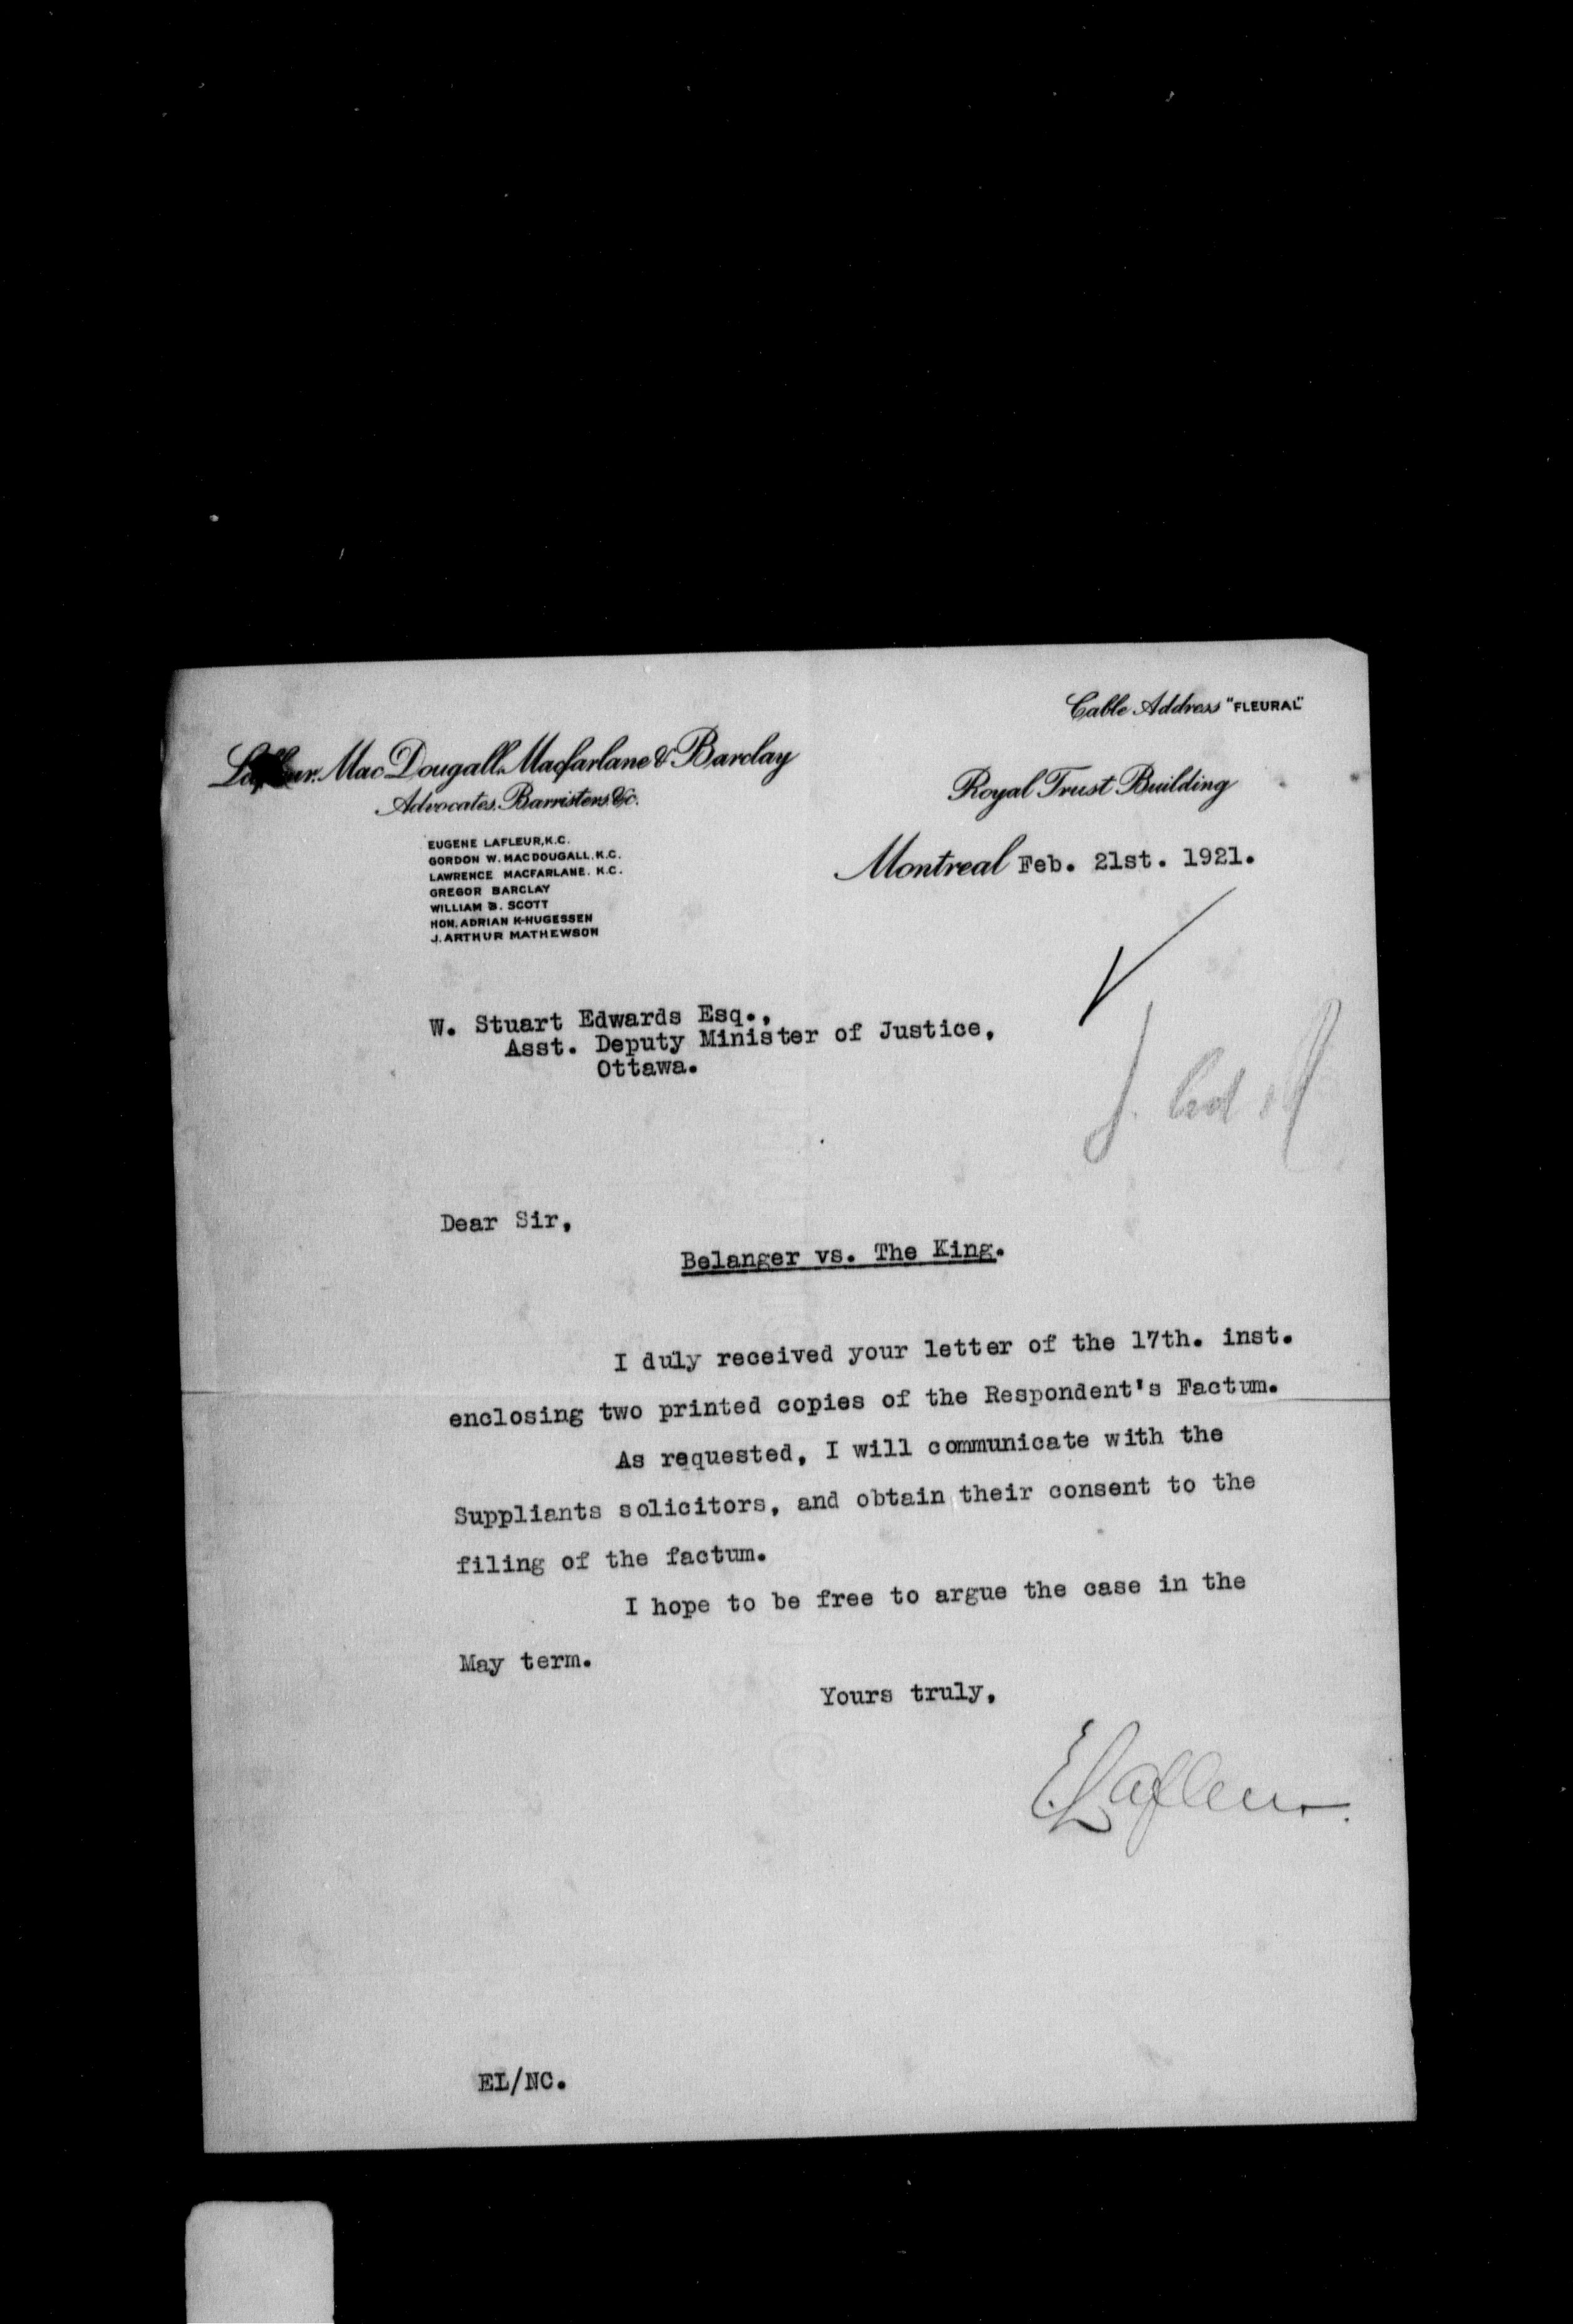 Cable Address "FLEURAL"
Lafleur, MacDougall, Macfarlane & Barclay
Advocates, Barristers &c.
Royal Trust Building
EUGENE LAFLEUR, K.C.
GORDON W. MACDOUGALL, K.C.
LAWRENCE MACFARLANE, K.C.
GREGOR BARCLAY
WILLIAM B. SCOTT
HON. ADRIAN K-HUGESSEN
J. ARTHUR MATHEWSON
Montreal Feb. 21st. 1921.
W. Stuart Edwards Esq.,
Asst. Deputy Minister of Justice,
Ottawa.
Dear Sir,
Belanger vs. The King.
I duly received your letter of the 17th. inst.
enclosing two printed copies of the Respondent's Factum.
As requested, I will communicate with the
Suppliants solicitors, and obtain their consent to the
filing of the factum.
I hope to be free to argue the case in the
May term.
Yours truly,
E. Lafleur.
EL/NC.